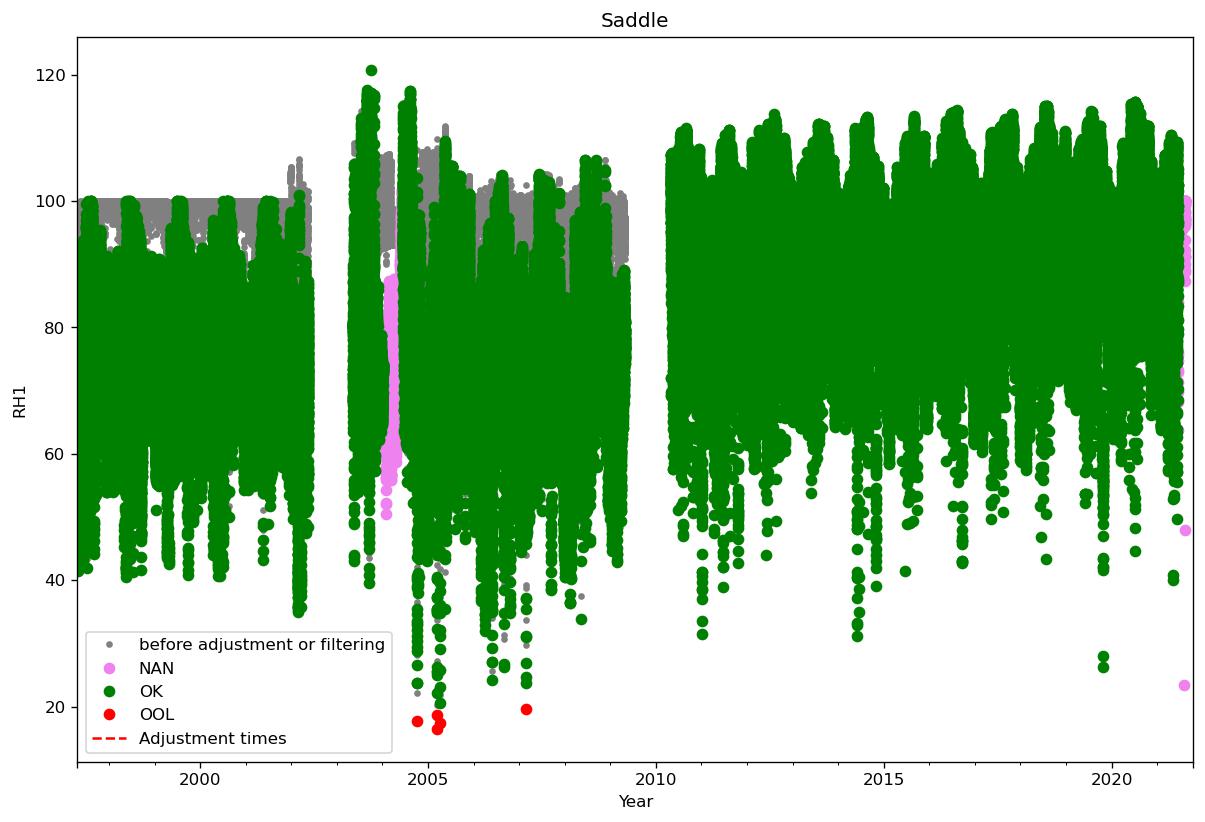 Saddle
120
100
80
60
40
20
RH1
before adjustment or filtering
NAN
OK
OOL
Adjustment times
2000 2005 2010 2015 2020
Year